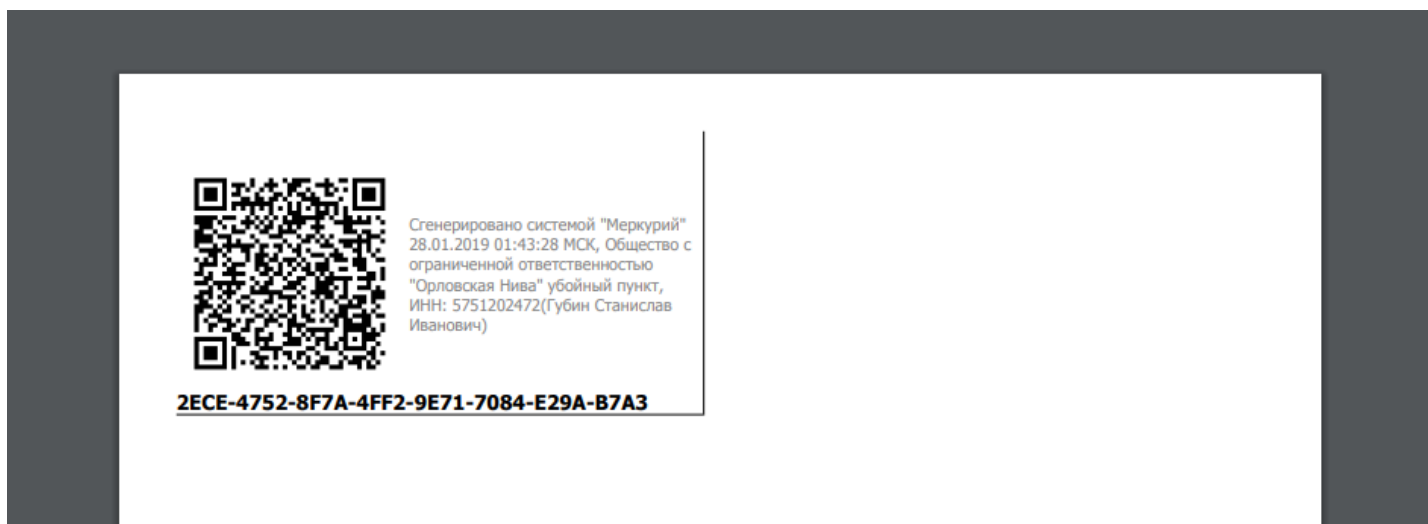 Сгенерировано системой "Меркурий"
28.01.2019 01:43:28 МСК, Общество с
ограниченной ответственностью
"Орловская Нива" убойный пункт,
ИНН: 5751202472(Губин Станислав
Иванович)
2ECE-4752-8F7A-4FF2-9E71-7084-E29A-B7A3